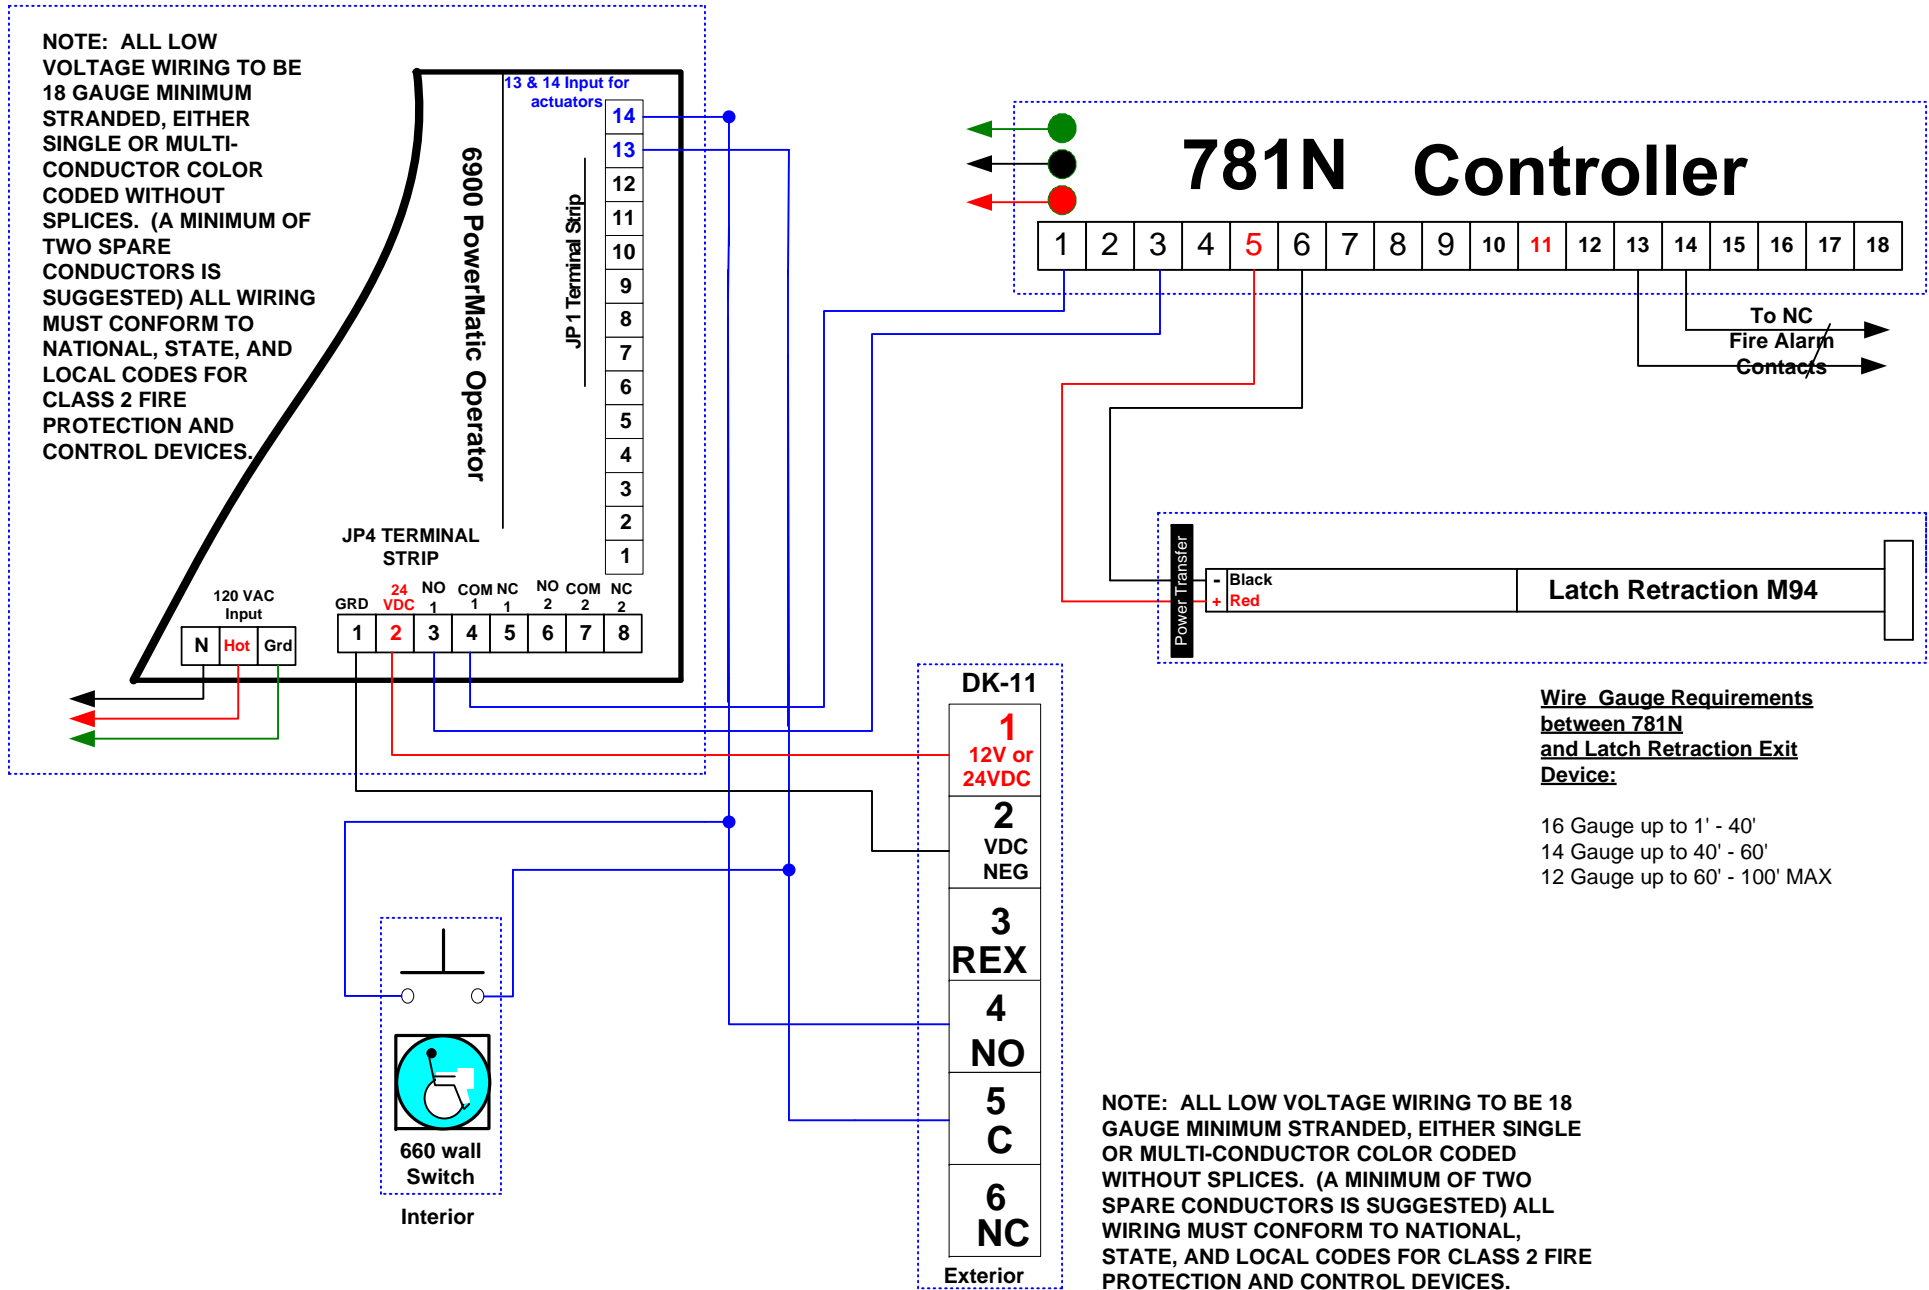 NOTE: ALL LOW
VOLTAGE WIRING TO BE
18 GAUGE MINIMUM
STRANDED, EITHER
SINGLE OR MULTI-
CONDUCTOR COLOR
CODED WITHOUT
SPLICES. (A MINIMUM OF
TWO SPARE
CONDUCTORS IS
SUGGESTED) ALL WIRING
MUST CONFORM TO
NATIONAL, STATE, AND
LOCAL CODES FOR
CLASS 2 FIRE
PROTECTION AND
CONTROL DEVICES.
13 & 14 Input for
actuators
14
13
12
11
10
9
8
7
6
5
4
3
2
1
6900 PowerMatic Operator
JP1 Terminal Strip
JP4 TERMINAL
STRIP
GRD
24
VDC
NO
1
COM
1
NC
1
NO
2
COM
2
NC
2
1 2 3 4 5 6 7 8
120 VAC
Input
N Hot Grd
781N Controller
1 2 3 4 5 6 7 8 9 10 11 12 13 14 15 16 17 18
To NC
Fire Alarm
Contacts
Power Transfer
- Black
+ Red
Latch Retraction M94
Wire Gauge Requirements
between 781N
and Latch Retraction Exit
Device:
16 Gauge up to 1' - 40'
14 Gauge up to 40' - 60'
12 Gauge up to 60' - 100' MAX
DK-11
1
12V or
24VDC
2
VDC
NEG
3
REX
4
NO
5
C
6
NC
Exterior
660 wall
Switch
Interior
NOTE: ALL LOW VOLTAGE WIRING TO BE 18
GAUGE MINIMUM STRANDED, EITHER SINGLE
OR MULTI-CONDUCTOR COLOR CODED
WITHOUT SPLICES. (A MINIMUM OF TWO
SPARE CONDUCTORS IS SUGGESTED) ALL
WIRING MUST CONFORM TO NATIONAL,
STATE, AND LOCAL CODES FOR CLASS 2 FIRE
PROTECTION AND CONTROL DEVICES.